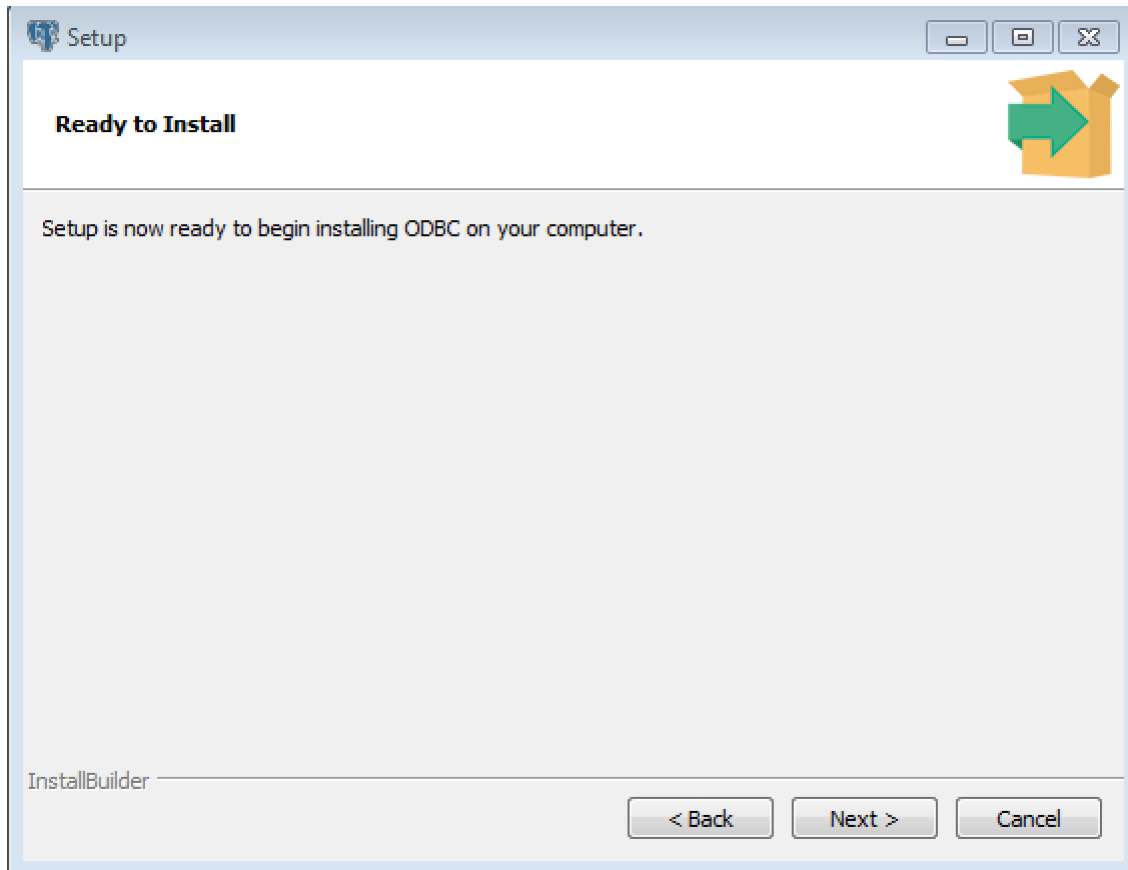 Setup
Ready to Install
Setup is now ready to begin installing ODBC on your computer.
InstallBuilder
< Back Next > Cancel